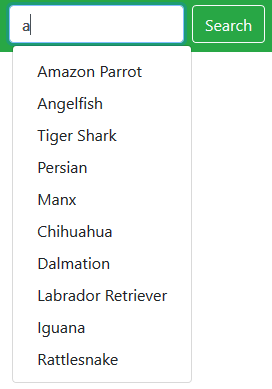 a
Search
Amazon Parrot
Angelfish
Tiger Shark
Persian
Manx
Chihuahua
Dalmation
Labrador Retriever
Iguana
Rattlesnake